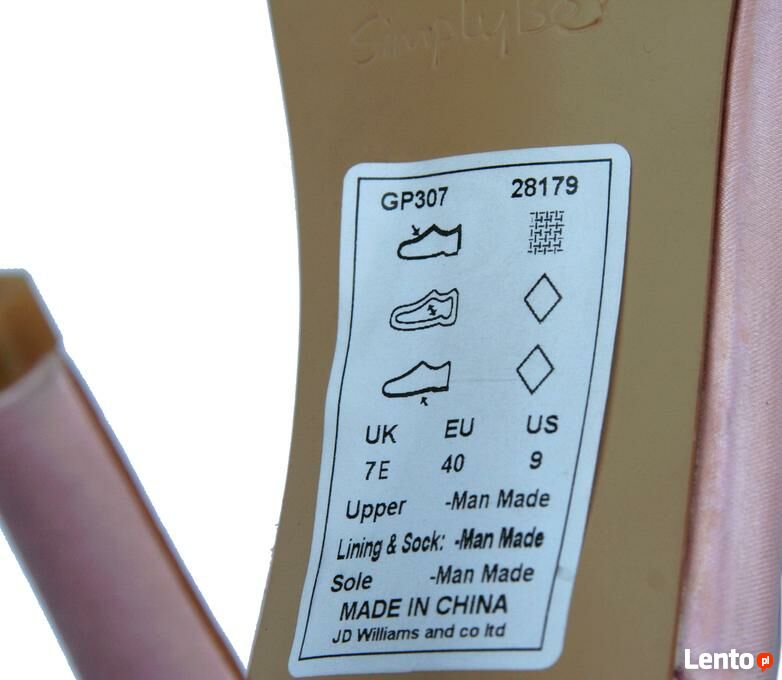 SimplyBe
GP307 28179
UK EU US
7E 40 9
Upper -Man Made
Lining & Sock: -Man Made
Sole -Man Made
MADE IN CHINA
JD Williams and co ltd
Lento.pl